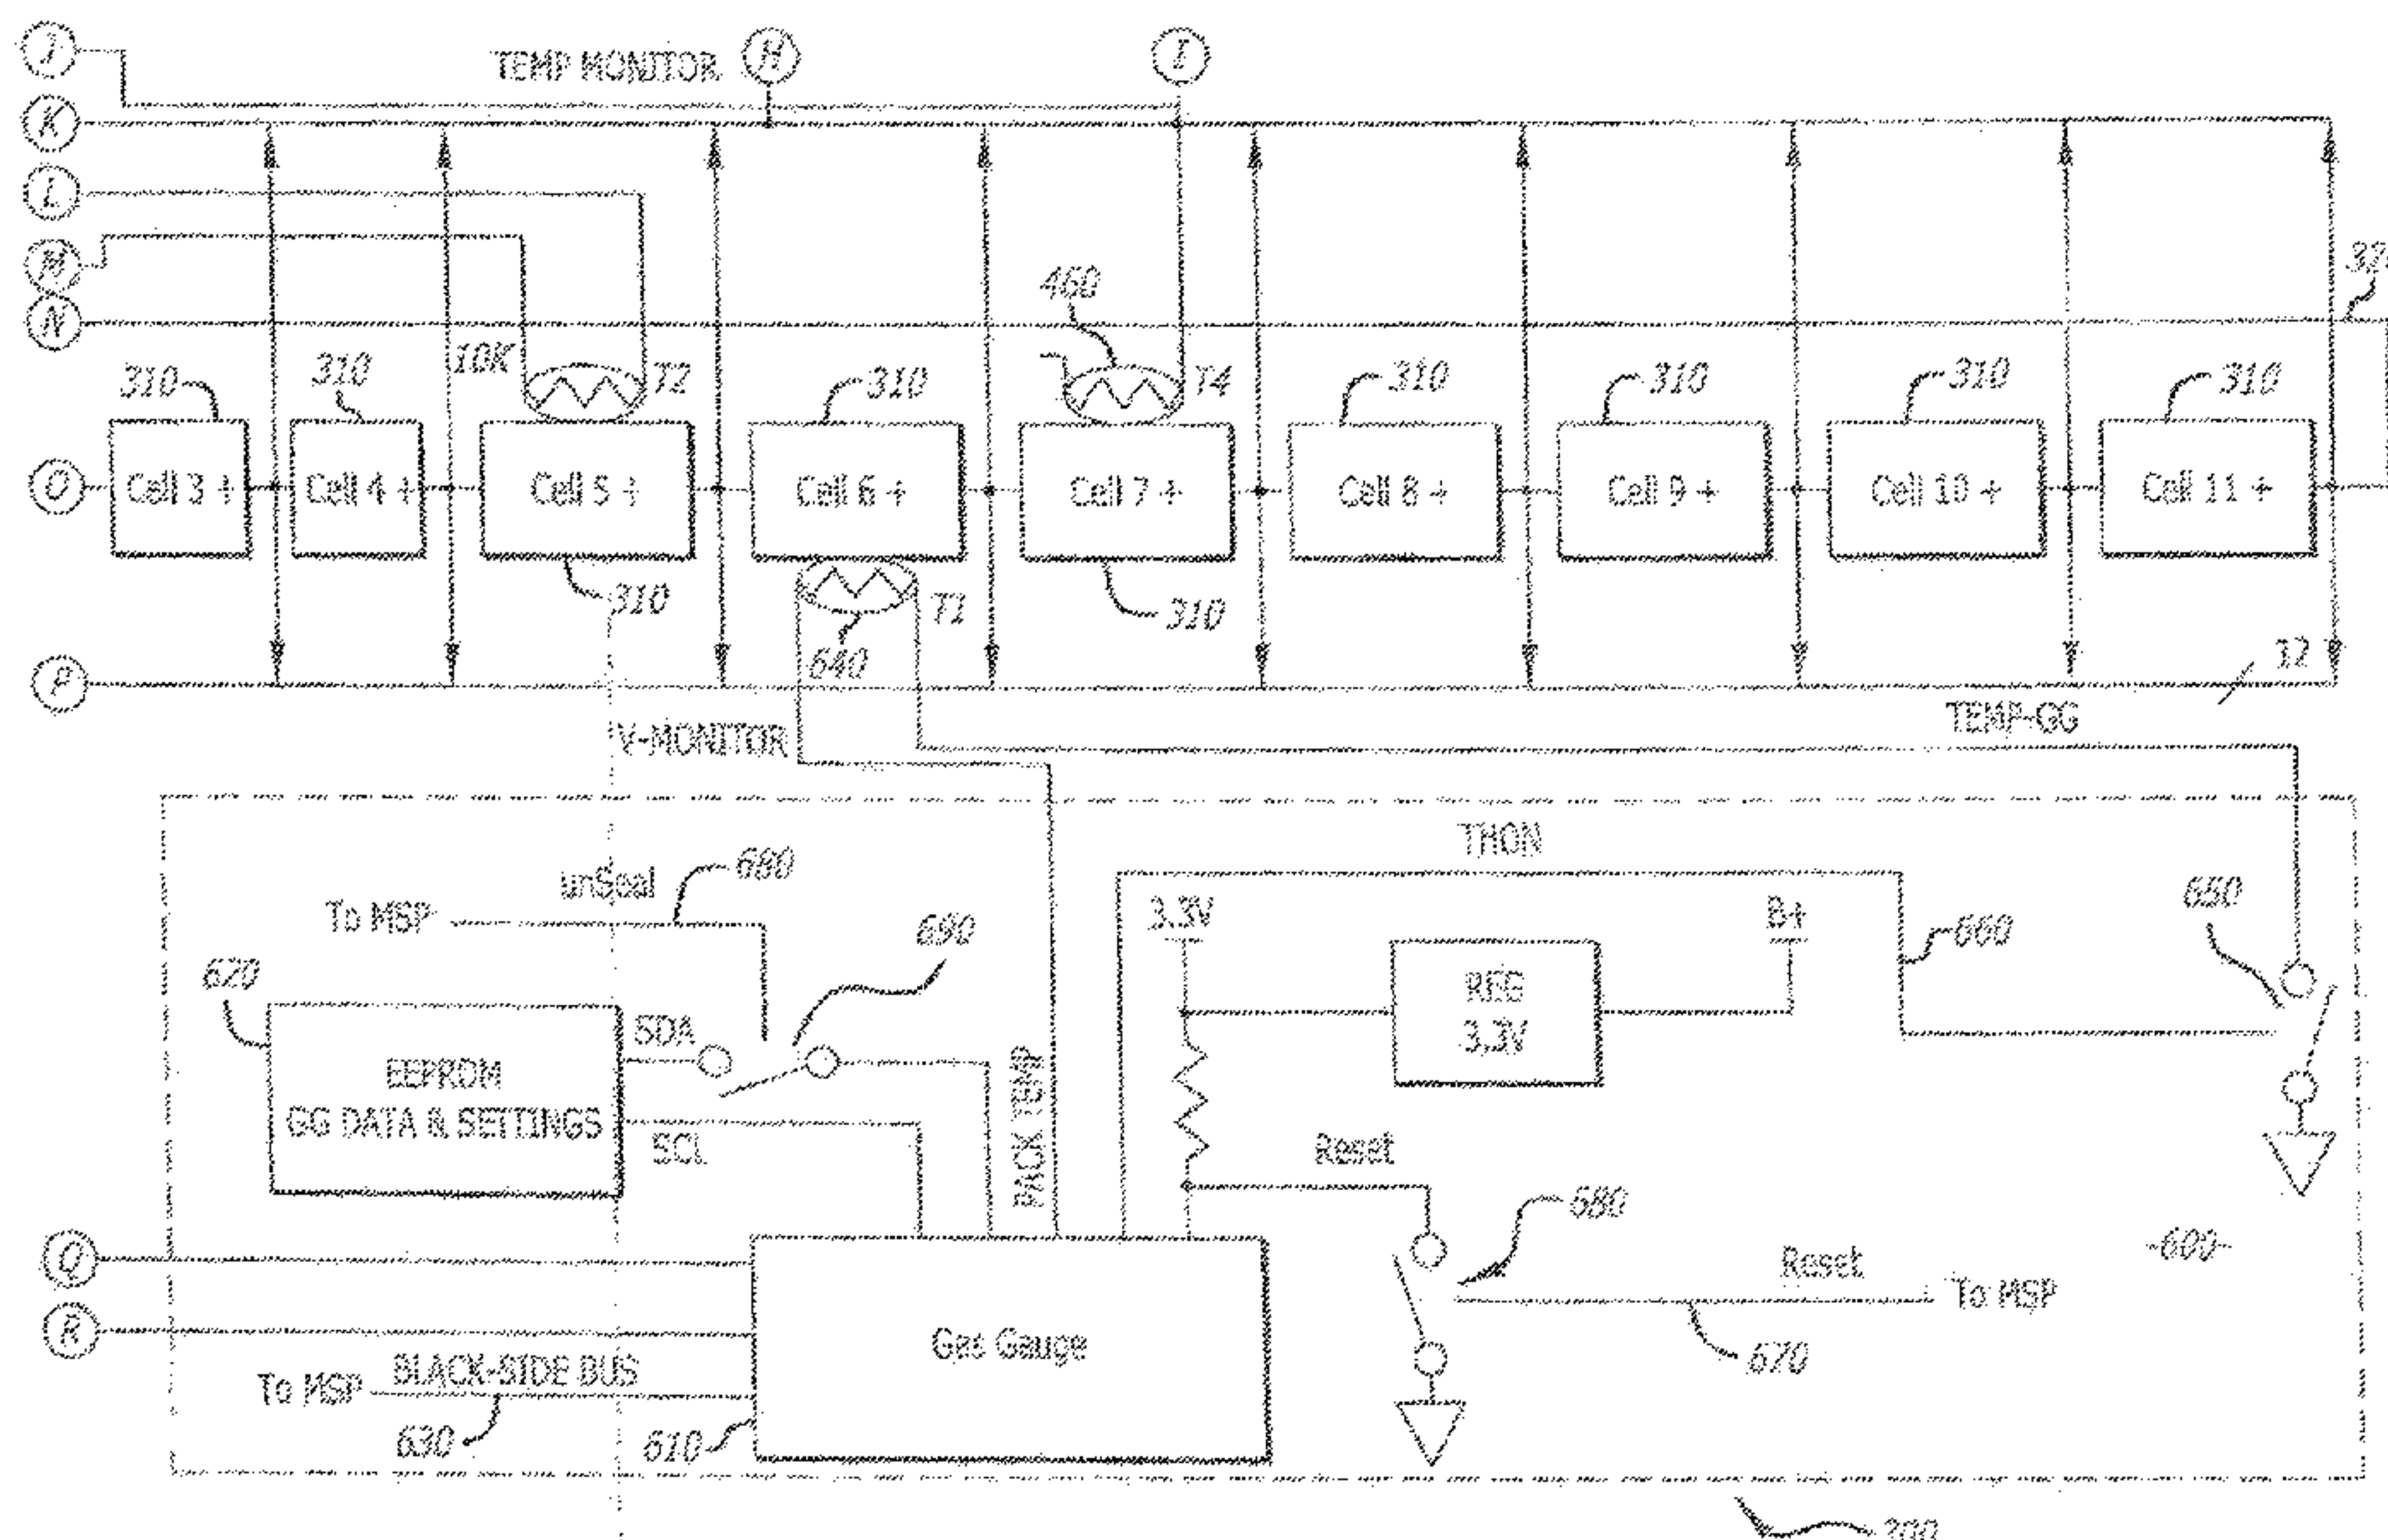 J
TEMP MONITOR H
I
K
L
M
N
460
10K
T2
T4
310
310
310
310
310
310
310
O
Cell 3 +
Cell 4 +
Cell 5 +
Cell 6 +
Cell 7 +
Cell 8 +
Cell 9 +
Cell 10 +
Cell 11 +
310
T1
310
640
12
P
V-MONITOR
TEMP-GG
THON
unSeal
680
To MSP
3.3V
B+
650
690
660
620
REG
3.3V
SDA
EEPROM
GG DATA & SETTINGS
SCL
PACK TEMP
Reset
680
-600-
Q
Reset
To MSP
R
Gas Gauge
670
BLACK-SIDE BUS
To MSP
630
610